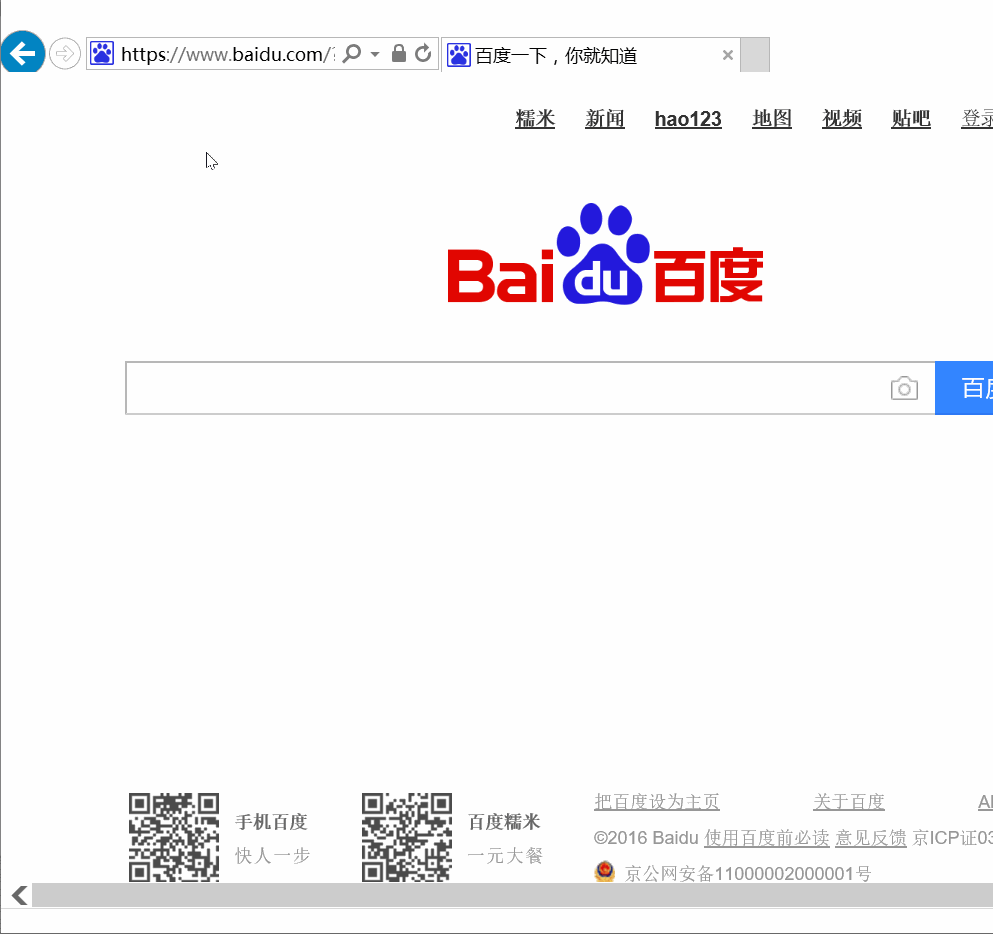 https://www.baidu.com/
百度一下，你就知道
糯米 新闻 hao123 地图 视频 贴吧 登录
Bai du 百度
百度
手机百度
快人一步
百度糯米
一元大餐
把百度设为主页 关于百度
©2016 Baidu 使用百度前必读 意见反馈 京ICP证03
京公网安备11000002000001号